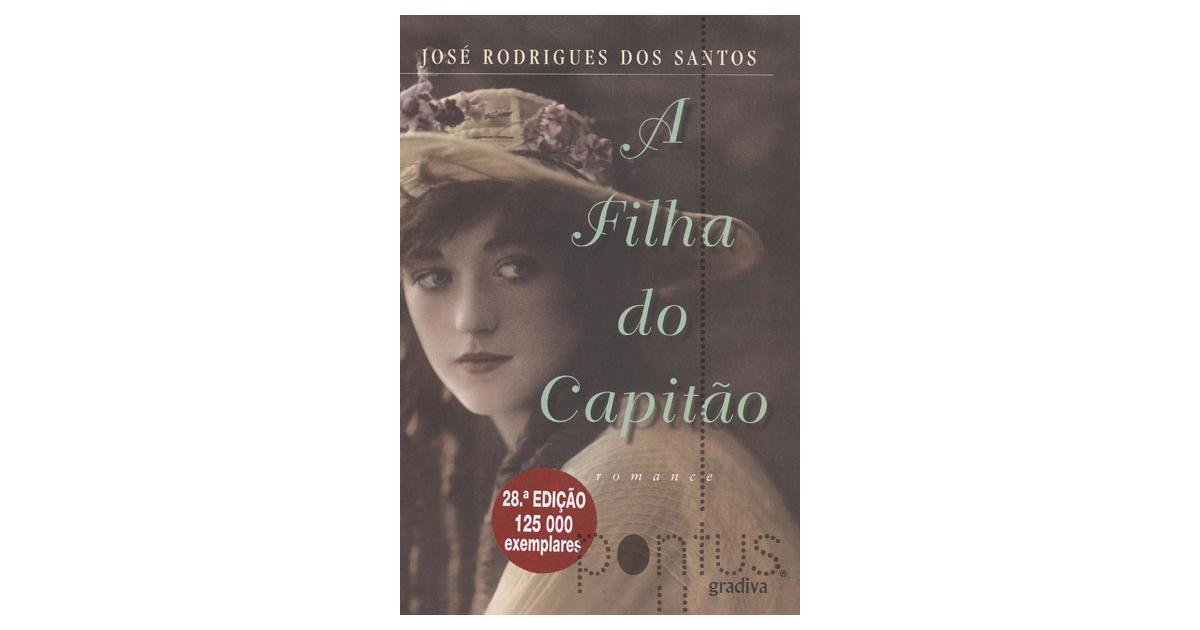 JOSÉ RODRIGUES DOS SANTOS
A
Filha
do
Capitão
romance
28.ª EDIÇÃO
125 000
exemplares
pontus®
gradiva